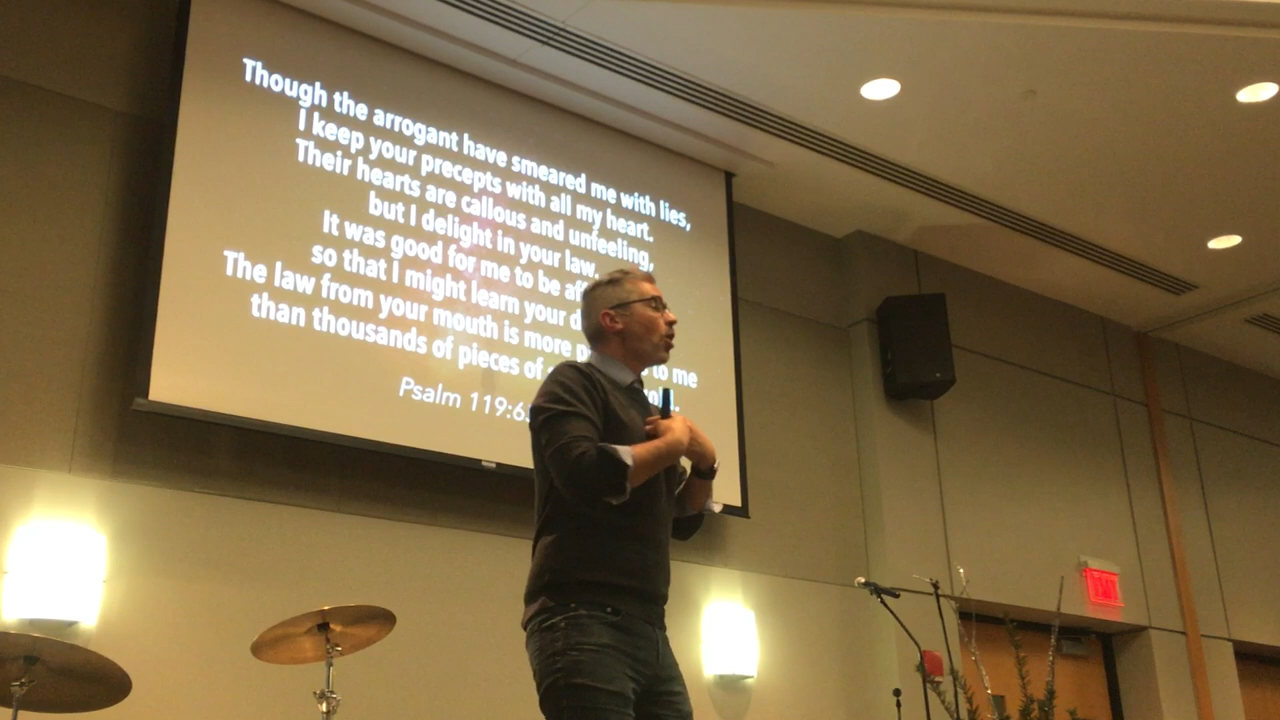 Though the arrogant have smeared me with lies,
I keep your precepts with all my heart.
Their hearts are callous and unfeeling,
but I delight in your law.
It was good for me to be
so that I might learn your
The law from your mouth is more to me
than thousands of pieces of
Psalm 119:6
EXIT